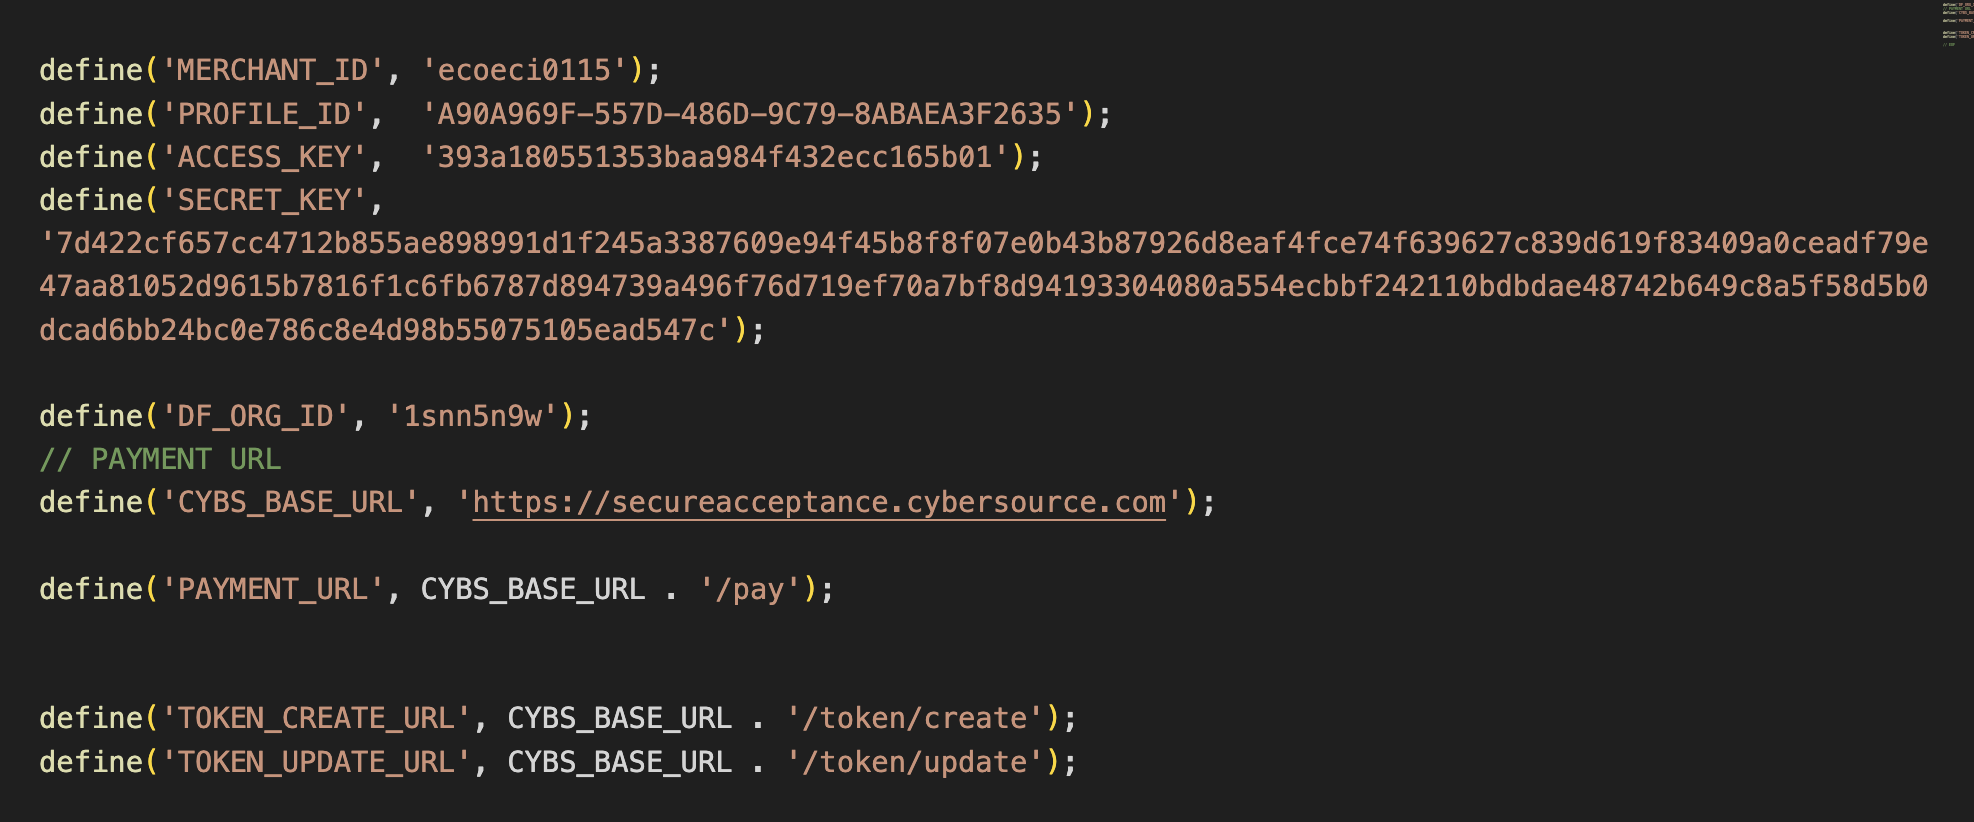 define('MERCHANT_ID', 'ecoeci0115');
define('PROFILE_ID',  'A90A969F-557D-486D-9C79-8ABAEA3F2635');
define('ACCESS_KEY',  '393a180551353baa984f432ecc165b01');
define('SECRET_KEY',
'7d422cf657cc4712b855ae898991d1f245a3387609e94f45b8f8f07e0b43b87926d8eaf4fce74f639627c839d619f83409a0ceadf79e
47aa81052d9615b7816f1c6fb6787d894739a496f76d719ef70a7bf8d94193304080a554ecbbf242110bdbdae48742b649c8a5f58d5b0
dcad6bb24bc0e786c8e4d98b55075105ead547c');
define('DF_ORG_ID', '1snn5n9w');
// PAYMENT URL
define('CYBS_BASE_URL', 'https://secureacceptance.cybersource.com');
define('PAYMENT_URL', CYBS_BASE_URL . '/pay');
define('TOKEN_CREATE_URL', CYBS_BASE_URL . '/token/create');
define('TOKEN_UPDATE_URL', CYBS_BASE_URL . '/token/update');